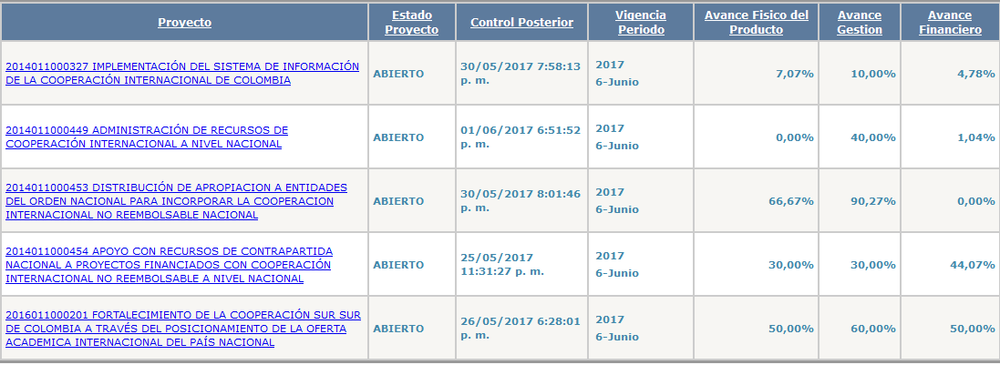 Proyecto
Estado
Proyecto
Control Posterior
Vigencia
Periodo
Avance Fisico del
Producto
Avance
Gestion
Avance
Financiero
2014011000327 IMPLEMENTACIÓN DEL SISTEMA DE INFORMACIÓN
DE LA COOPERACIÓN INTERNACIONAL DE COLOMBIA
ABIERTO
30/05/2017 7:58:13
p. m.
2017
6-Junio
7,07%
10,00%
4,78%
2014011000449 ADMINISTRACIÓN DE RECURSOS DE
COOPERACIÓN INTERNACIONAL A NIVEL NACIONAL
ABIERTO
01/06/2017 6:51:52
p. m.
2017
6-Junio
0,00%
40,00%
1,04%
2014011000453 DISTRIBUCIÓN DE APROPIACION A ENTIDADES
DEL ORDEN NACIONAL PARA INCORPORAR LA COOPERACION
INTERNACIONAL NO REEMBOLSABLE NACIONAL
ABIERTO
30/05/2017 8:01:46
p. m.
2017
6-Junio
66,67%
90,27%
0,00%
2014011000454 APOYO CON RECURSOS DE CONTRAPARTIDA
NACIONAL A PROYECTOS FINANCIADOS CON COOPERACIÓN
INTERNACIONAL NO REEMBOLSABLE A NIVEL NACIONAL
ABIERTO
25/05/2017
11:31:27 p. m.
2017
6-Junio
30,00%
30,00%
44,07%
2016011000201 FORTALECIMIENTO DE LA COOPERACIÓN SUR SUR
DE COLOMBIA A TRAVÉS DEL POSICIONAMIENTO DE LA OFERTA
ACADEMICA INTERNACIONAL DEL PAÍS NACIONAL
ABIERTO
26/05/2017 6:28:01
p. m.
2017
6-Junio
50,00%
60,00%
50,00%